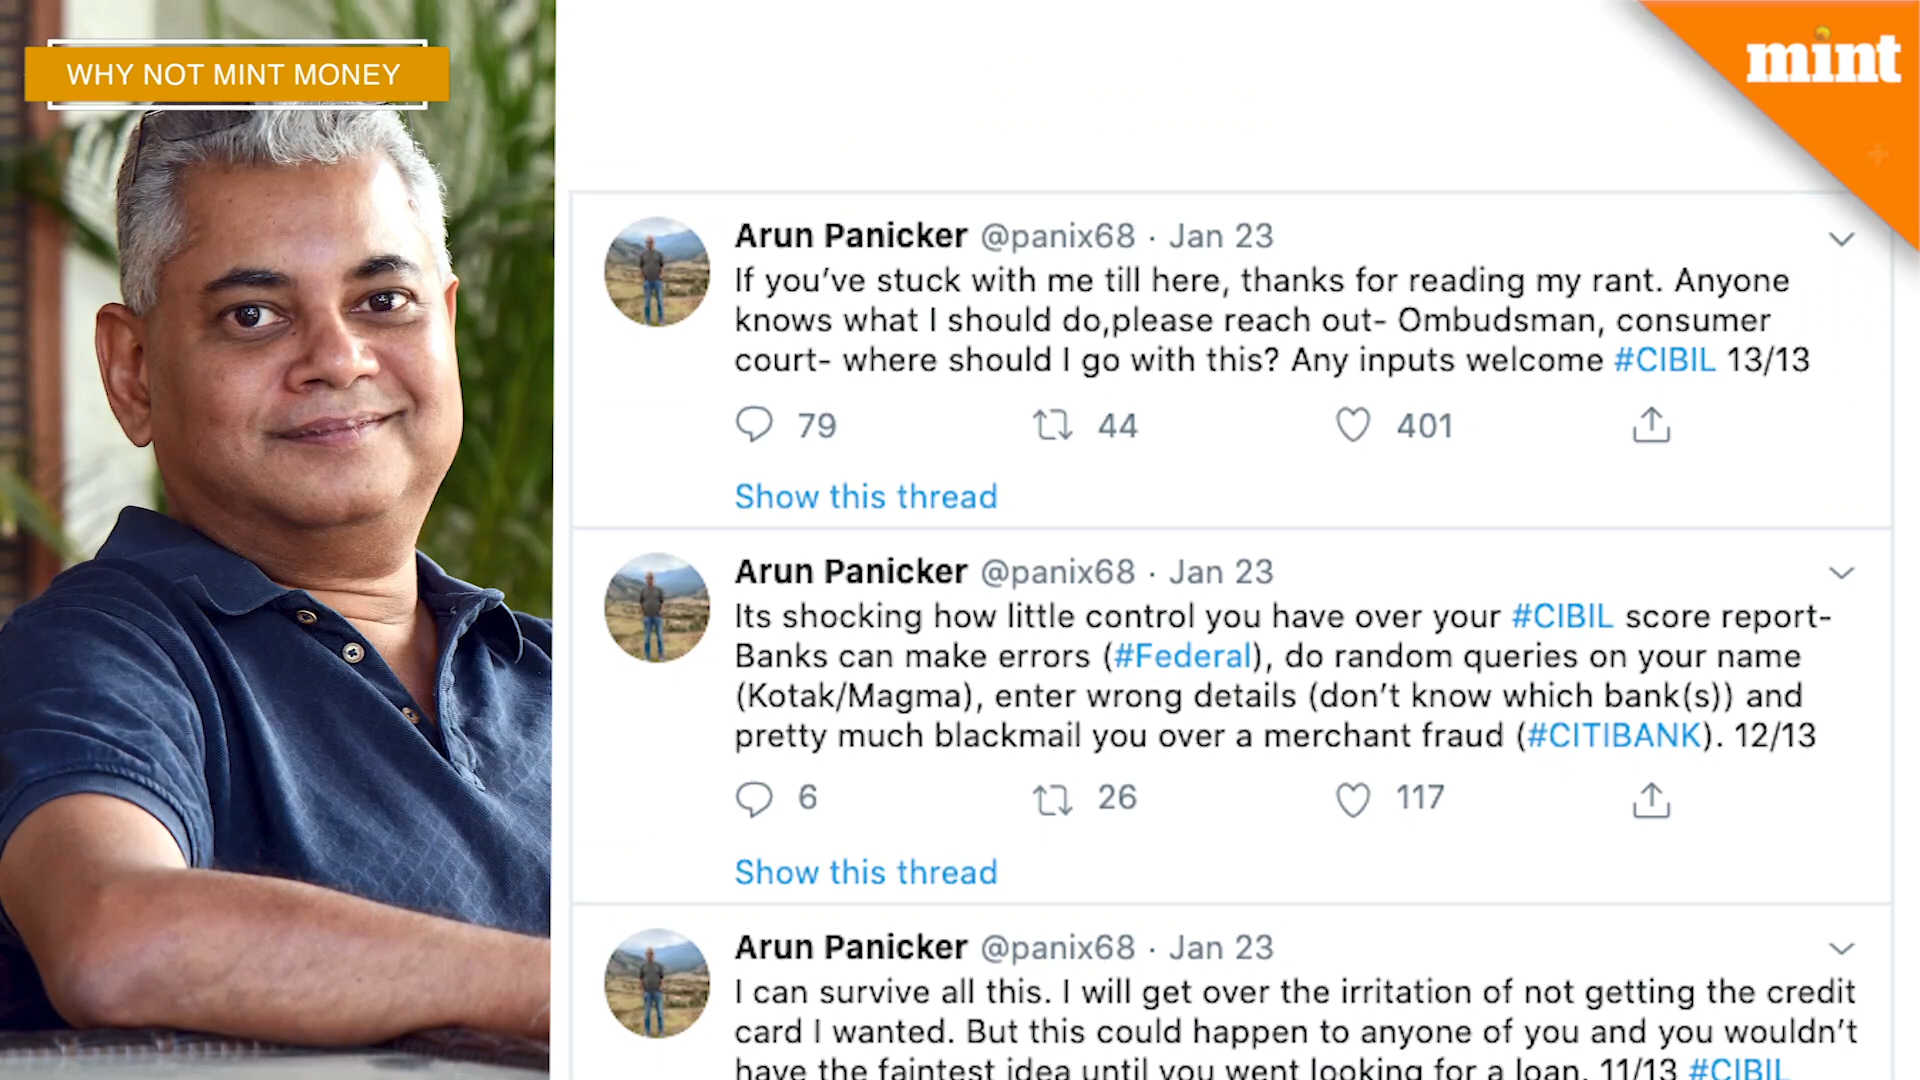 WHY NOT MINT MONEY
mint
Arun Panicker @panix68 · Jan 23
If you’ve stuck with me till here, thanks for reading my rant. Anyone
knows what I should do,please reach out- Ombudsman, consumer
court- where should I go with this? Any inputs welcome #CIBIL 13/13
79 44 401
Show this thread
Arun Panicker @panix68 · Jan 23
Its shocking how little control you have over your #CIBIL score report-
Banks can make errors (#Federal), do random queries on your name
(Kotak/Magma), enter wrong details (don’t know which bank(s)) and
pretty much blackmail you over a merchant fraud (#CITIBANK). 12/13
6 26 117
Show this thread
Arun Panicker @panix68 · Jan 23
I can survive all this. I will get over the irritation of not getting the credit
card I wanted. But this could happen to anyone of you and you wouldn’t
have the faintest idea until you went looking for a loan. 11/13 #CIBIL